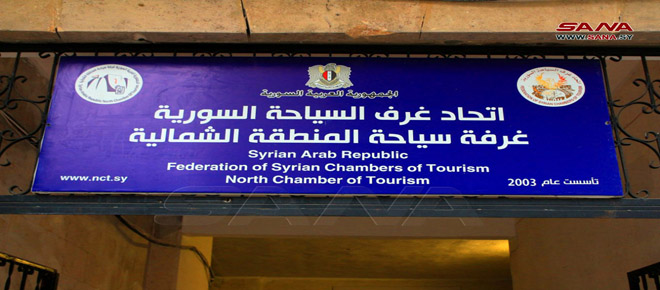 SANA
WWW.SANA.SY
الجمهورية العربية السورية
اتحاد غرف السياحة السورية
غرفة سياحة المنطقة الشمالية
Syrian Arab Republic
Federation of Syrian Chambers of Tourism
North Chamber of Tourism
www.nct.sy
تأسست عام 2003
SANA